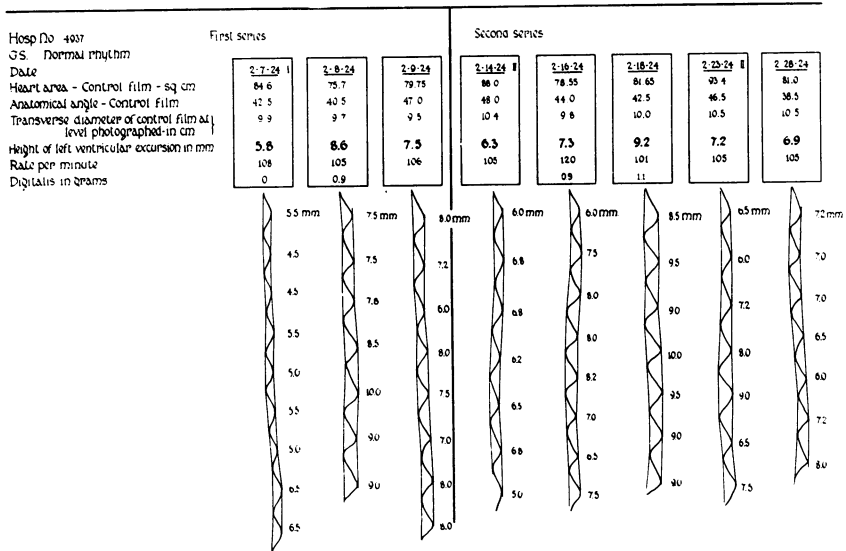 Hosp No 4937 First series Second series
G.S. Normal rhythm
Date 2-7-24 I 2-8-24 2-9-24 2-14-24 II 2-16-24 2-18-24 2-23-24 II 2-28-24
Heart area - Control film - sq cm 84.6 75.7 79.75 88.0 78.55 81.65 93.4 81.0
Anatomical angle - Control film 42.5 40.5 47.0 48.0 44.0 42.5 46.5 38.5
Transverse diameter of control film at level photographed-in cm 9.9 9.7 9.5 10.4 9.8 10.0 10.5 10.5
Height of left ventricular excursion in mm 5.8 8.6 7.5 6.3 7.3 9.2 7.2 6.9
Rate per minute 108 105 106 105 120 101 105 105
Digitalis in grams 0 0.9 0.9 1.1
5.5 mm 7.5 mm 8.0 mm 6.0 mm 6.0 mm 8.5 mm 6.5 mm 7.2 mm
4.5 7.5 7.2 6.8 7.5 9.5 6.0 7.0
4.5 7.8 6.0 6.8 8.0 9.0 7.2 7.0
5.5 8.5 8.0 6.2 8.0 10.0 8.0 6.5
5.0 10.0 7.5 6.5 8.2 9.5 9.0 6.0
5.5 9.0 7.0 6.8 7.0 9.0 6.5 7.2
5.0 9.0 8.0 5.0 6.5 9.0 7.5 8.0
6.5 8.0 7.5
6.5